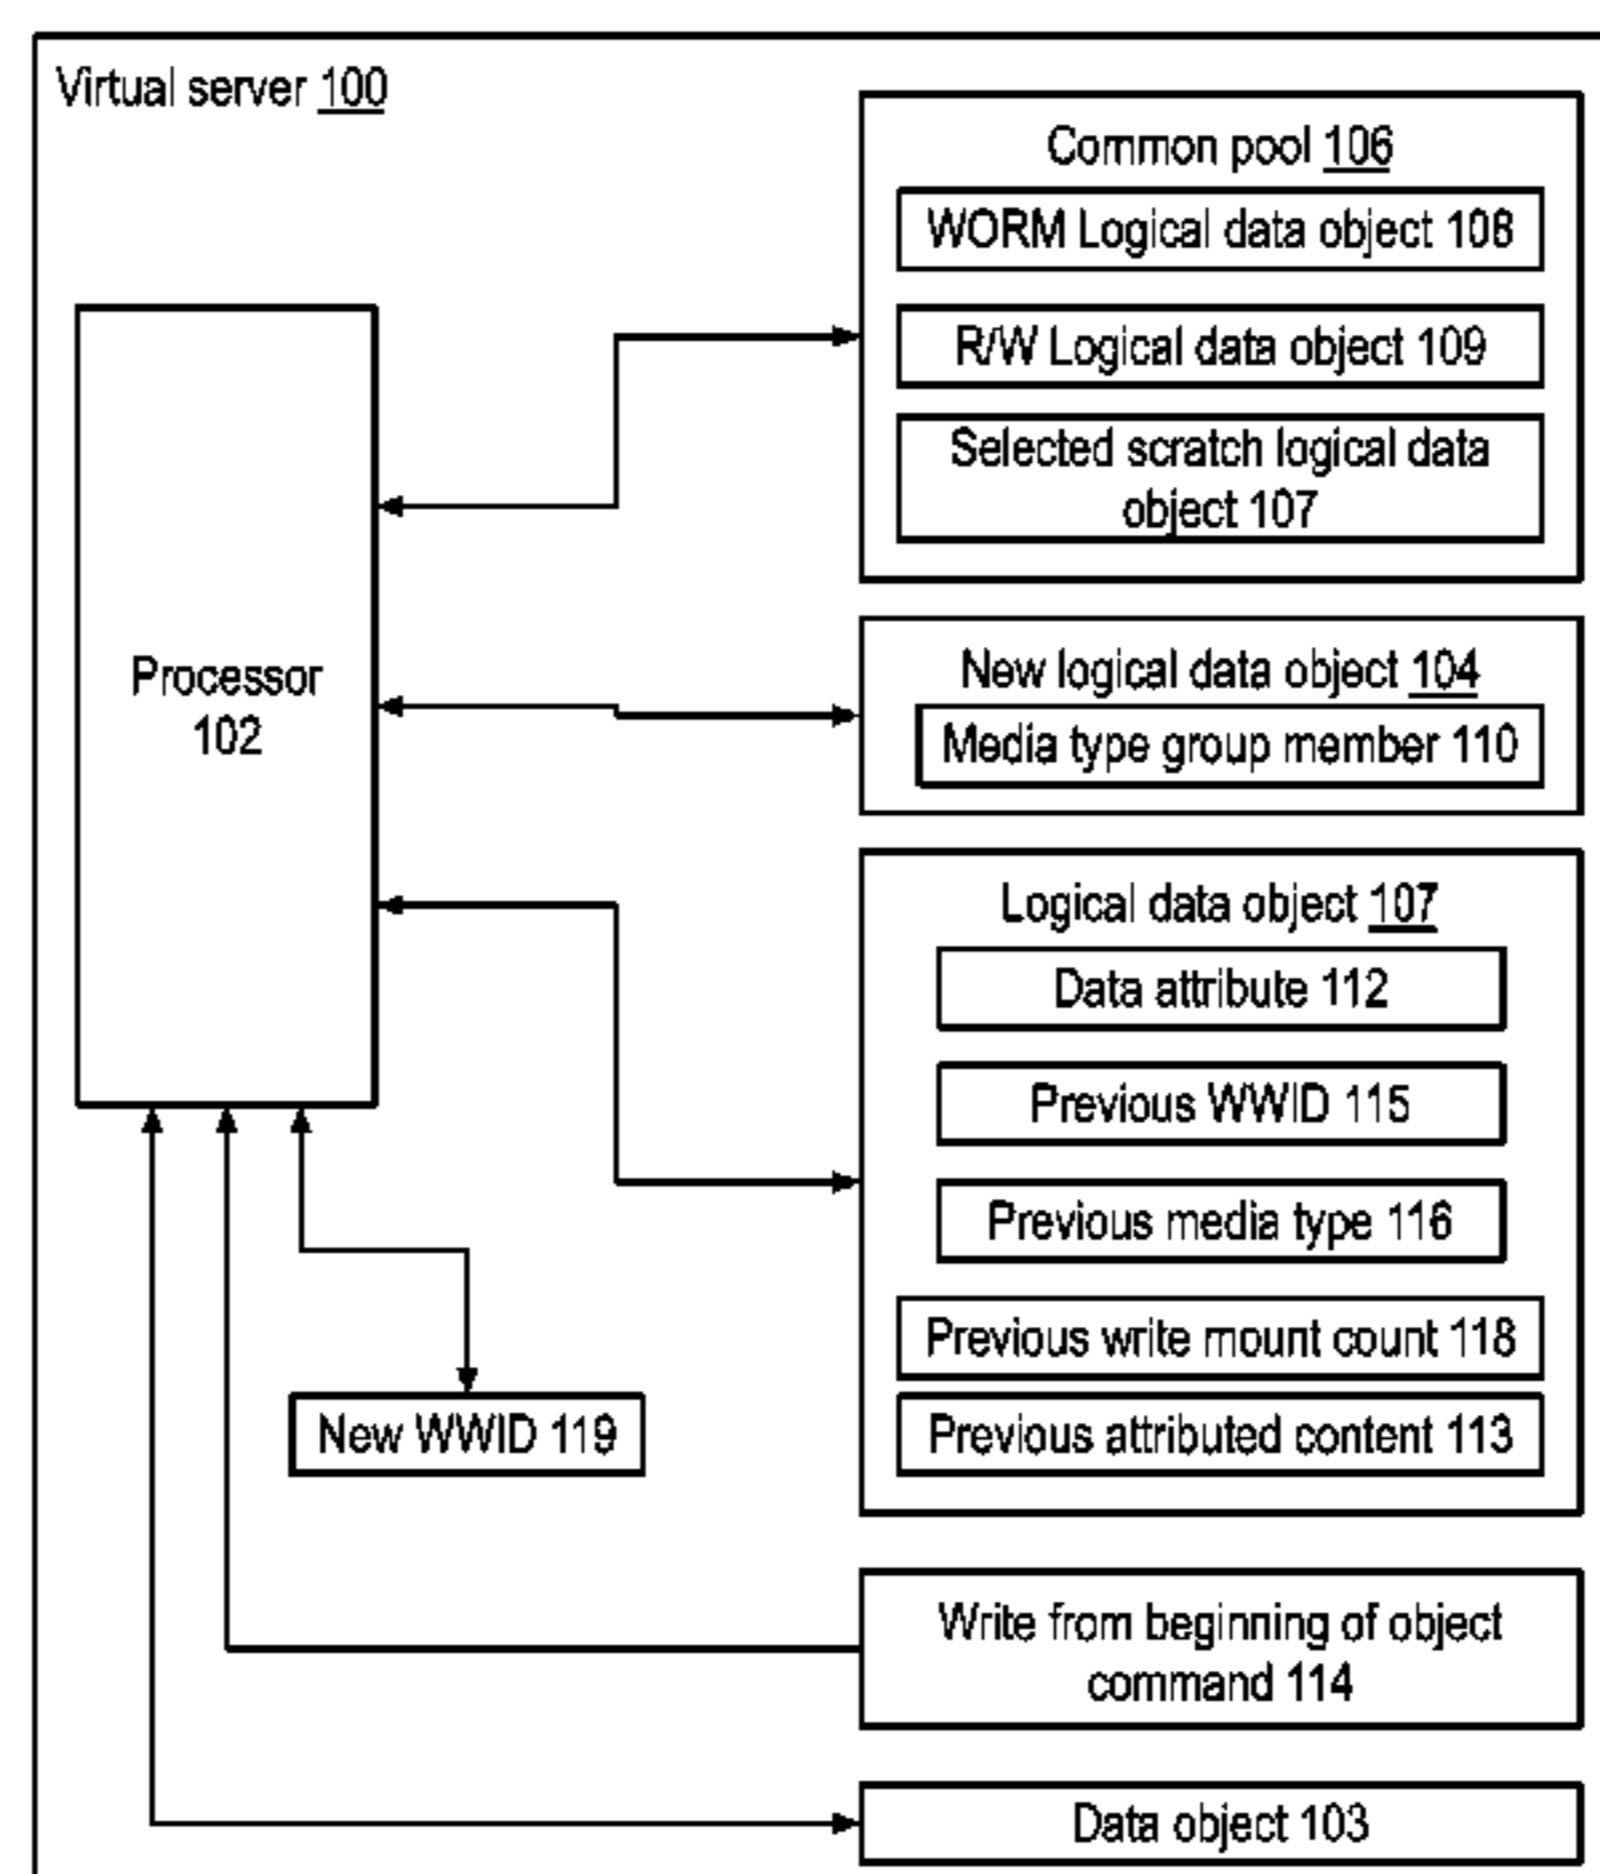 Virtual server 100
Common pool 106
WORM Logical data object 108
R/W Logical data object 109
Selected scratch logical data
object 107
Processor
102
New logical data object 104
Media type group member 110
Logical data object 107
Data attribute 112
Previous WWID 115
Previous media type 116
Previous write mount count 118
Previous attributed content 113
New WWID 119
Write from beginning of object
command 114
Data object 103